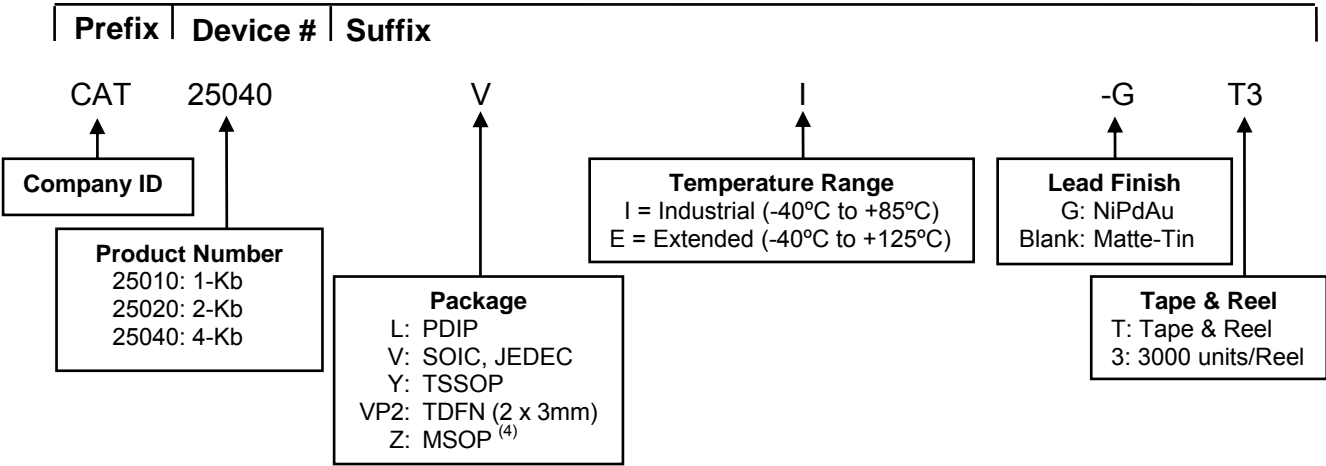 Prefix Device # Suffix
CAT 25040 V I -G T3
Company ID
Product Number
25010: 1-Kb
25020: 2-Kb
25040: 4-Kb
Package
L: PDIP
V: SOIC, JEDEC
Y: TSSOP
VP2: TDFN (2 x 3mm)
Z: MSOP (4)
Temperature Range
I = Industrial (-40ºC to +85ºC)
E = Extended (-40ºC to +125ºC)
Lead Finish
G: NiPdAu
Blank: Matte-Tin
Tape & Reel
T: Tape & Reel
3: 3000 units/Reel